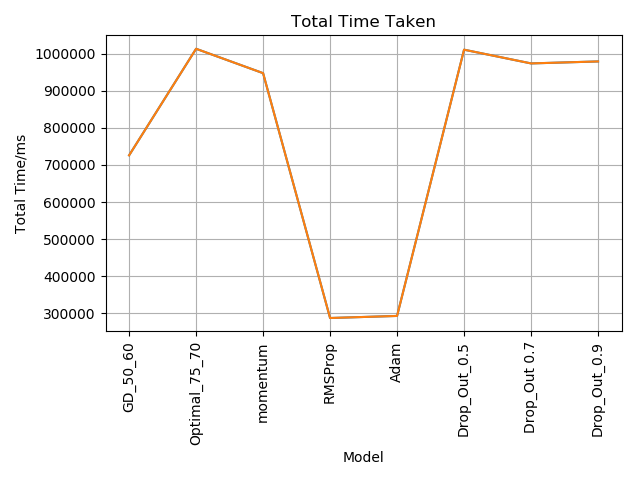 Total Time Taken
Total Time/ms
1000000
900000
800000
700000
600000
500000
400000
300000
GD_50_60
Optimal_75_70
momentum
RMSProp
Adam
Drop_Out_0.5
Drop_Out 0.7
Drop_Out_0.9
Model